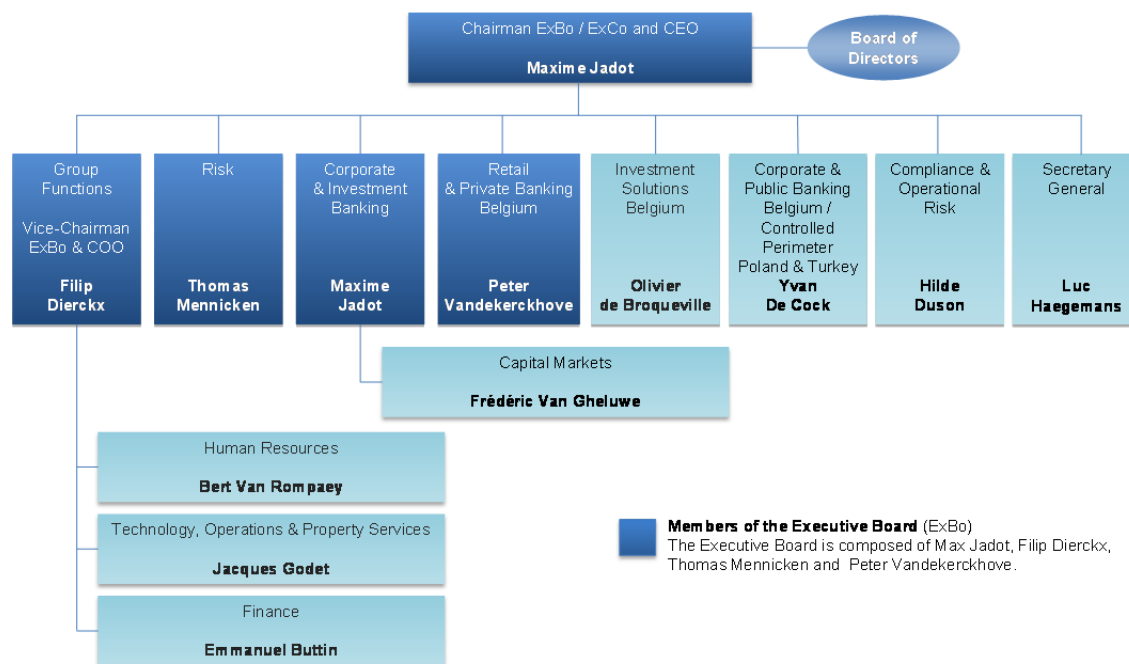 Chairman ExBo / ExCo and CEO
Maxime Jadot
Board of
Directors
Group
Functions
Vice-Chairman
ExBo & COO
Filip
Dierckx
Risk
Thomas
Mennicken
Corporate
& Investment
Banking
Maxime
Jadot
Retail
& Private Banking
Belgium
Peter
Vandekerckhove
Investment
Solutions
Belgium
Olivier
de Broqueville
Corporate &
Public Banking
Belgium /
Controlled
Perimeter
Poland & Turkey
Yvan
De Cock
Compliance &
Operational
Risk
Hilde
Duson
Secretary
General
Luc
Haegemans
Capital Markets
Frédéric Van Gheluwe
Human Resources
Bert Van Rompaey
Technology, Operations & Property Services
Jacques Godet
Finance
Emmanuel Buttin
Members of the Executive Board (ExBo)
The Executive Board is composed of Max Jadot, Filip Dierckx,
Thomas Mennicken and Peter Vandekerckhove.